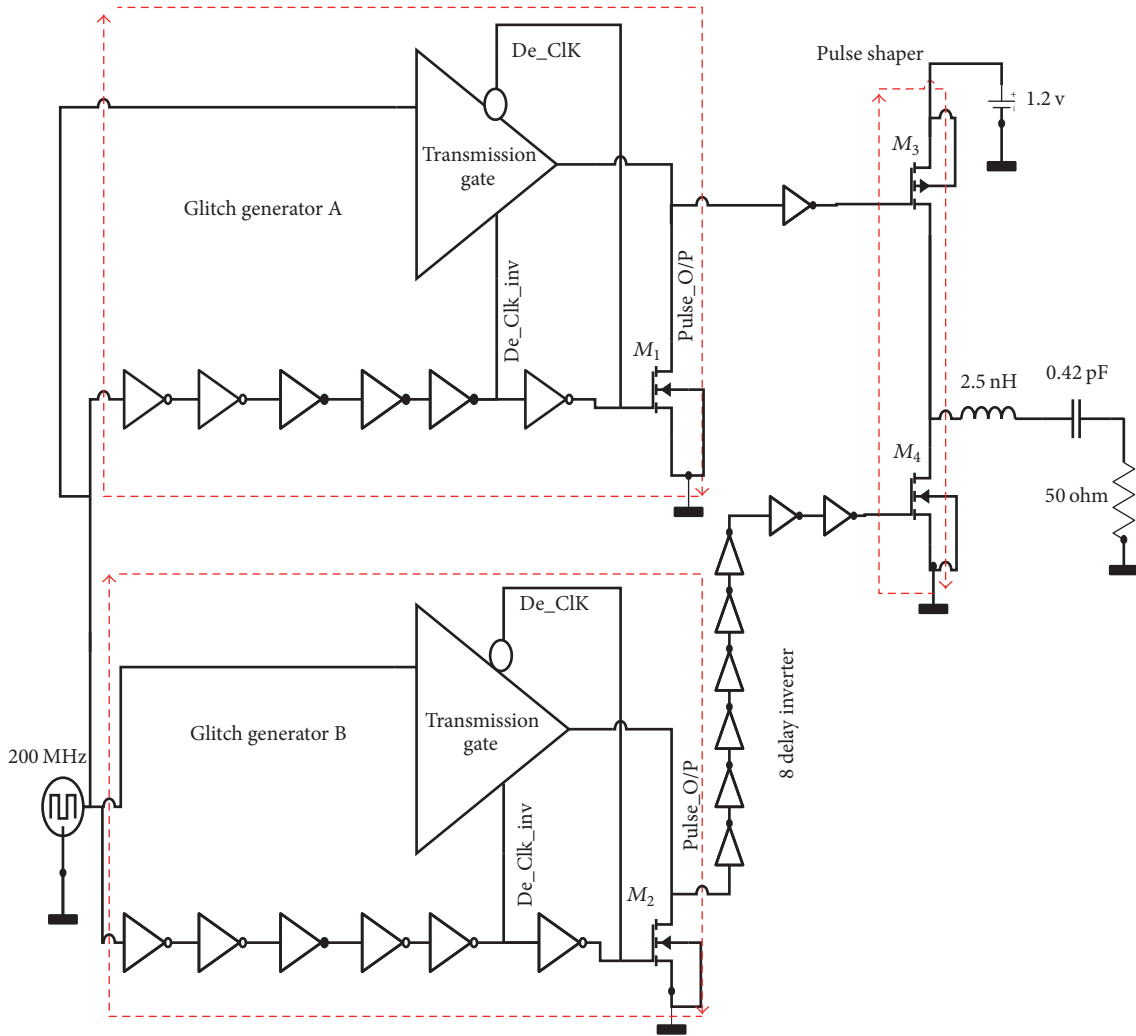 De_ClK
Pulse shaper
1.2 v
+
-
M3
Transmission
gate
Glitch generator A
Pulse_O/P
De_Clk_inv
M1
2.5 nH
0.42 pF
M4
50 ohm
De_ClK
8 delay inverter
Transmission
gate
Glitch generator B
200 MHz
Pulse_O/P
De_Clk_inv
M2